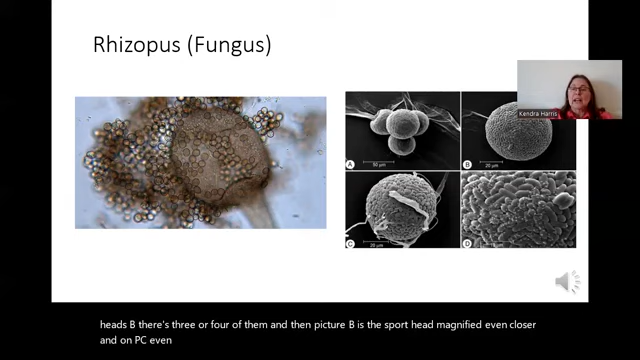 Rhizopus (Fungus)
Kendra Harris
A
50 µm
B
20 µm
C
20 µm
D
heads B there's three or four of them and then picture B is the sport head magnified even closer
and on PC even